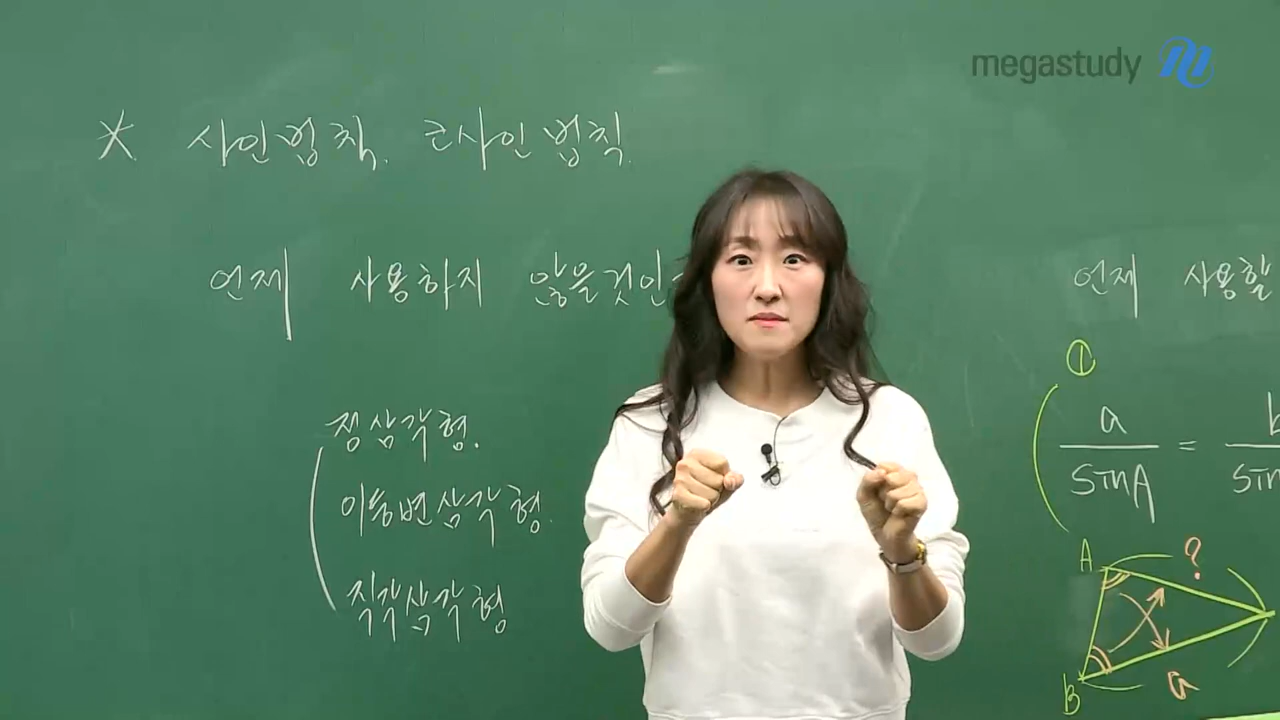 megastudy
* 사인법칙, 코사인법칙.
언제 사용하지 않을것인가
정삼각형.
이등변삼각형.
직각삼각형
언제 사용할
①
a
sinA
=
sin
A
?
B
a